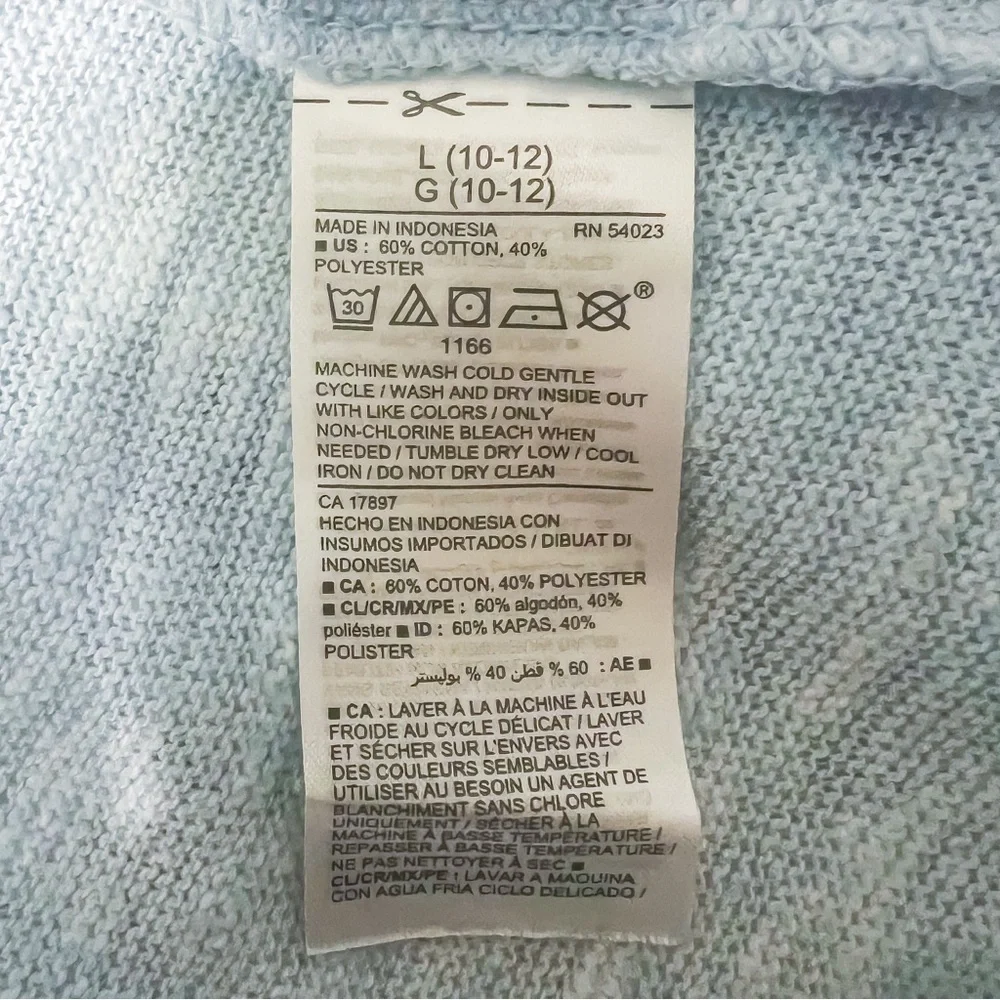 L (10-12)
G (10-12)
MADE IN INDONESIA RN 54023
■ US : 60% COTTON, 40%
POLYESTER
30 ®
1166
MACHINE WASH COLD GENTLE
CYCLE / WASH AND DRY INSIDE OUT
WITH LIKE COLORS / ONLY
NON-CHLORINE BLEACH WHEN
NEEDED / TUMBLE DRY LOW / COOL
IRON / DO NOT DRY CLEAN
CA 17897
HECHO EN INDONESIA CON
INSUMOS IMPORTADOS / DIBUAT DI
INDONESIA
■ CA : 60% COTON, 40% POLYESTER
■ CL/CR/MX/PE : 60% algodón, 40%
poliéster ■ ID : 60% KAPAS, 40%
POLISTER
■ AE : 60 % قطن 40 % بوليستر
■ CA : LAVER À LA MACHINE À L'EAU
FROIDE AU CYCLE DÉLICAT / LAVER
ET SÉCHER SUR L'ENVERS AVEC
DES COULEURS SEMBLABLES /
UTILISER AU BESOIN UN AGENT DE
BLANCHIMENT SANS CHLORE
UNIQUEMENT / SÉCHER À LA
MACHINE À BASSE TEMPÉRATURE /
REPASSER À BASSE TEMPÉRATURE /
NE PAS NETTOYER À SEC ■
CL/CR/MX/PE : LAVAR A MAQUINA
CON AGUA FRIA CICLO DELICADO /